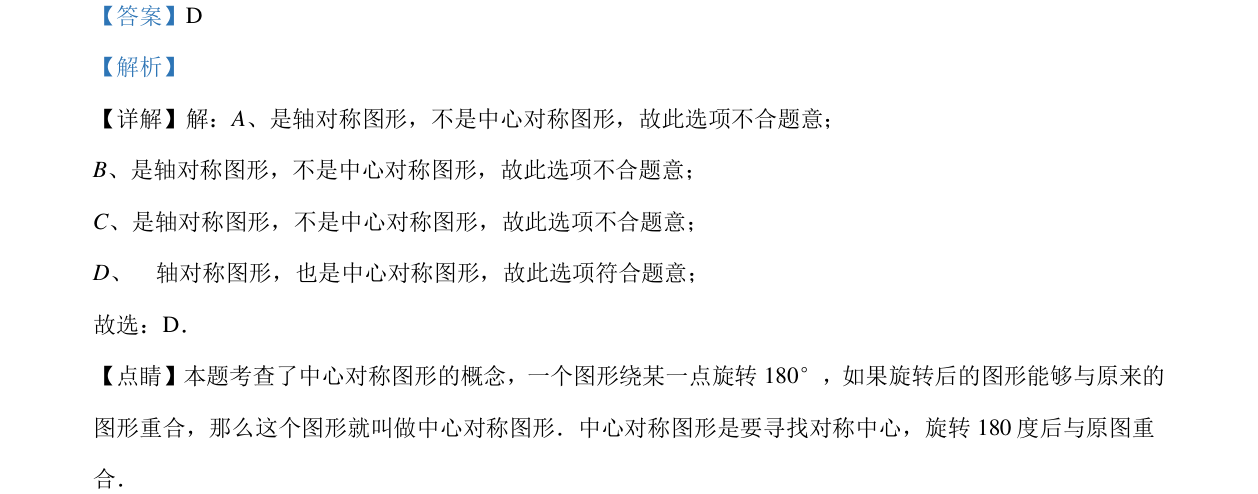 【答案】D
【解析】
【详解】解：A、是轴对称图形，不是中心对称图形，故此选项不合题意；
B、是轴对称图形，不是中心对称图形，故此选项不合题意；
C、是轴对称图形，不是中心对称图形，故此选项不合题意；
D、 轴对称图形，也是中心对称图形，故此选项符合题意；
故选：D．
【点睛】本题考查了中心对称图形的概念，一个图形绕某一点旋转 180°，如果旋转后的图形能够与原来的
图形重合，那么这个图形就叫做中心对称图形．中心对称图形是要寻找对称中心，旋转 180 度后与原图重
合．